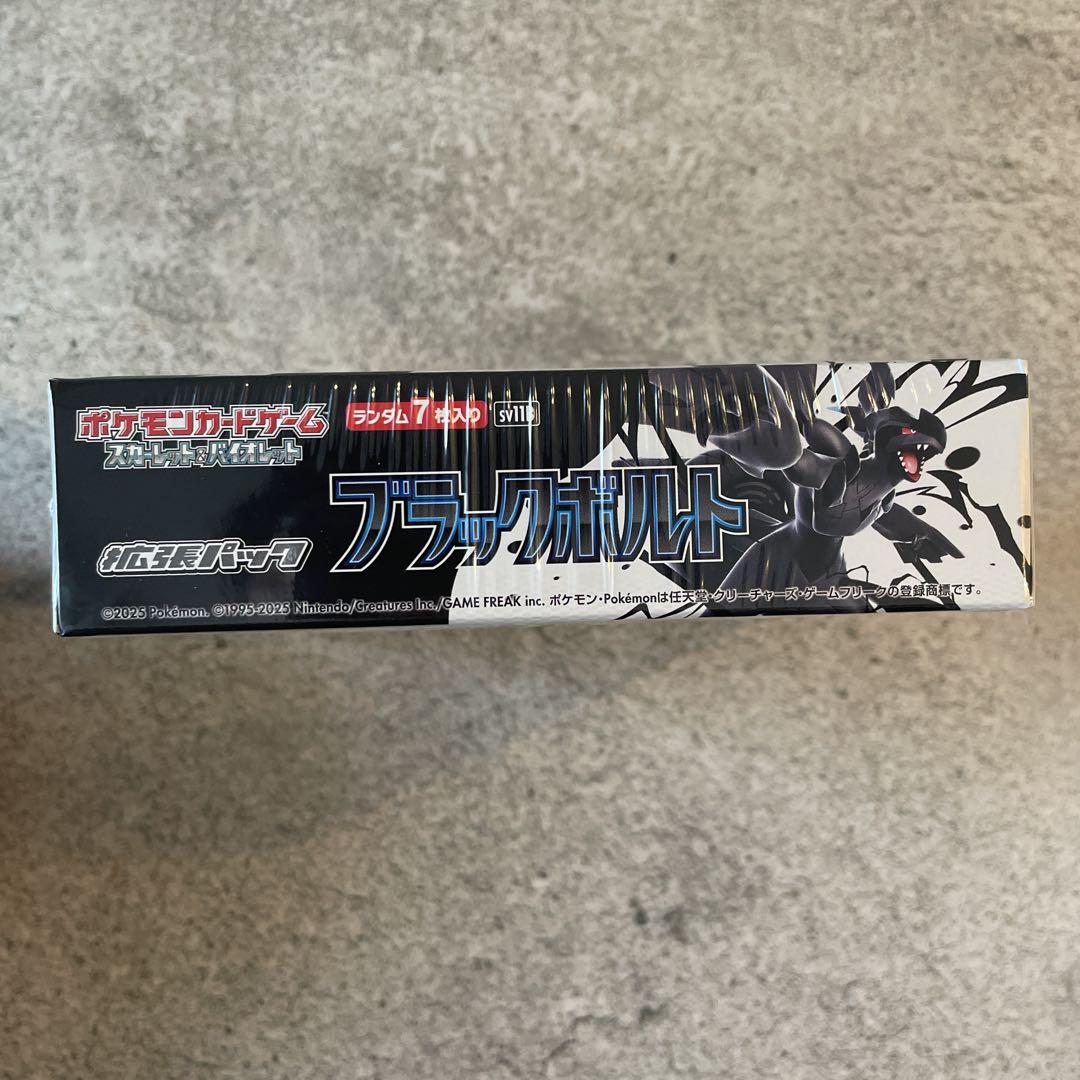 ポケモンカードゲーム
スカーレット&バイオレット
ランダム7枚入り
sv11B
ブラックボルト
拡張パック
©2025 Pokémon. ©1995-2025 Nintendo/Creatures Inc./GAME FREAK inc. ポケモン・Pokémonは任天堂・クリーチャーズ・ゲームフリークの登録商標です。